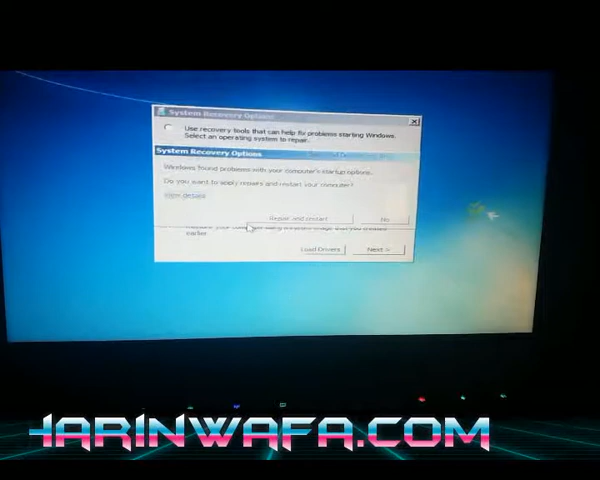 System Recovery Options
Use recovery tools that can help fix problems starting Windows.
Select an operating system to repair.
System Recovery Options
Windows found problems with your computer's startup options.
Do you want to apply repairs and restart your computer?
View details
Repair and restart
No
earlier
Load Drivers
Next >
HARINWAFA.COM